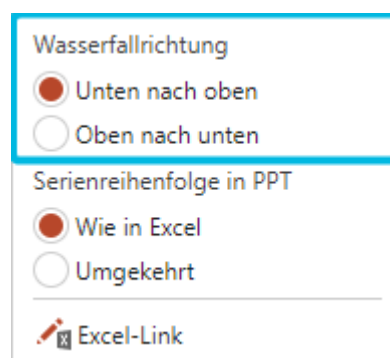 Wasserfallrichtung
Unten nach oben
Oben nach unten
Serienreihenfolge in PPT
Wie in Excel
Umgekehrt
Excel-Link